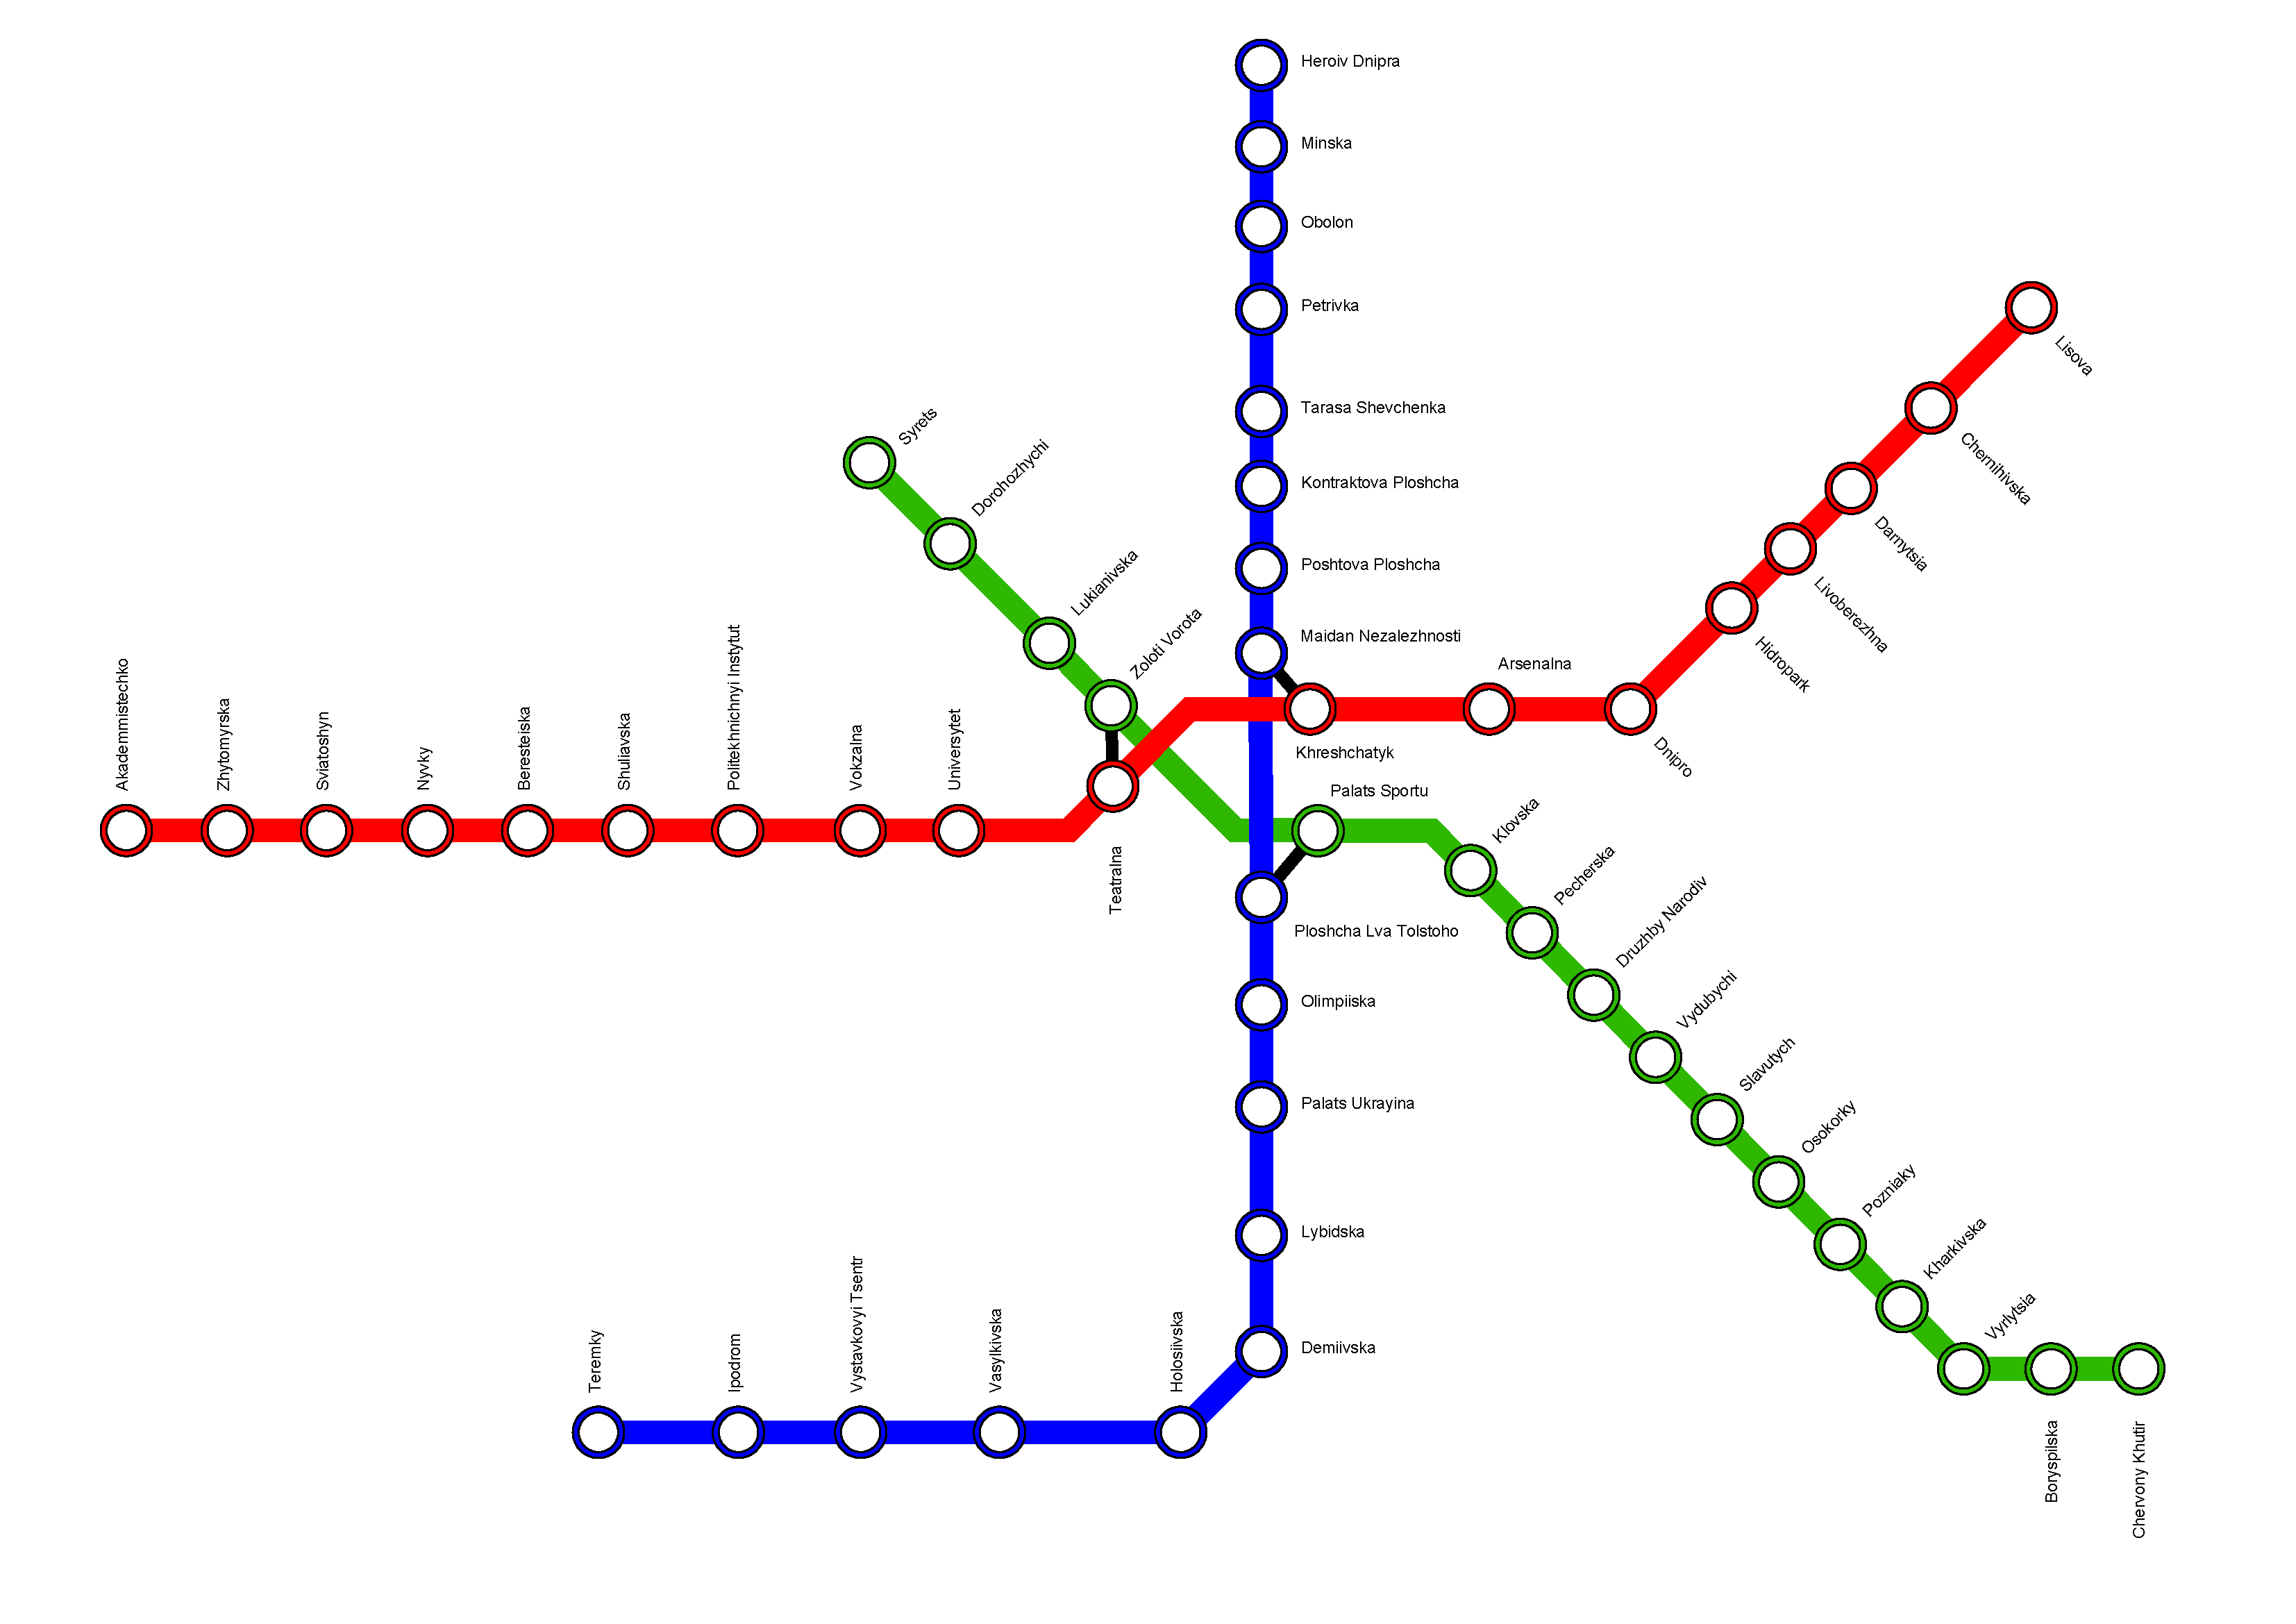 Heroiv Dnipra
Minska
Obolon
Petrivka
Tarasa Shevchenka
Kontraktova Ploshcha
Poshtova Ploshcha
Maidan Nezalezhnosti
Ploshcha Lva Tolstoho
Olimpiiska
Palats Ukrayina
Lybidska
Demiivska
Holosiivska
Vasylkivska
Vystavkovyi Tsentr
Ipodrom
Teremky
Akademmistechko
Zhytomyrska
Sviatoshyn
Nyvky
Beresteiska
Shuliavska
Politekhnichnyi Instytut
Vokzalna
Universytet
Teatralna
Khreshchatyk
Arsenalna
Dnipro
Hidropark
Livoberezhna
Darnytsia
Chernihivska
Lisova
Syrets
Dorohozhychi
Lukianivska
Zoloti Vorota
Palats Sportu
Klovska
Pecherska
Druzhby Narodiv
Vydubychi
Slavutych
Osokorky
Pozniaky
Kharkivska
Vyrlytsia
Boryspilska
Chervony Khutir